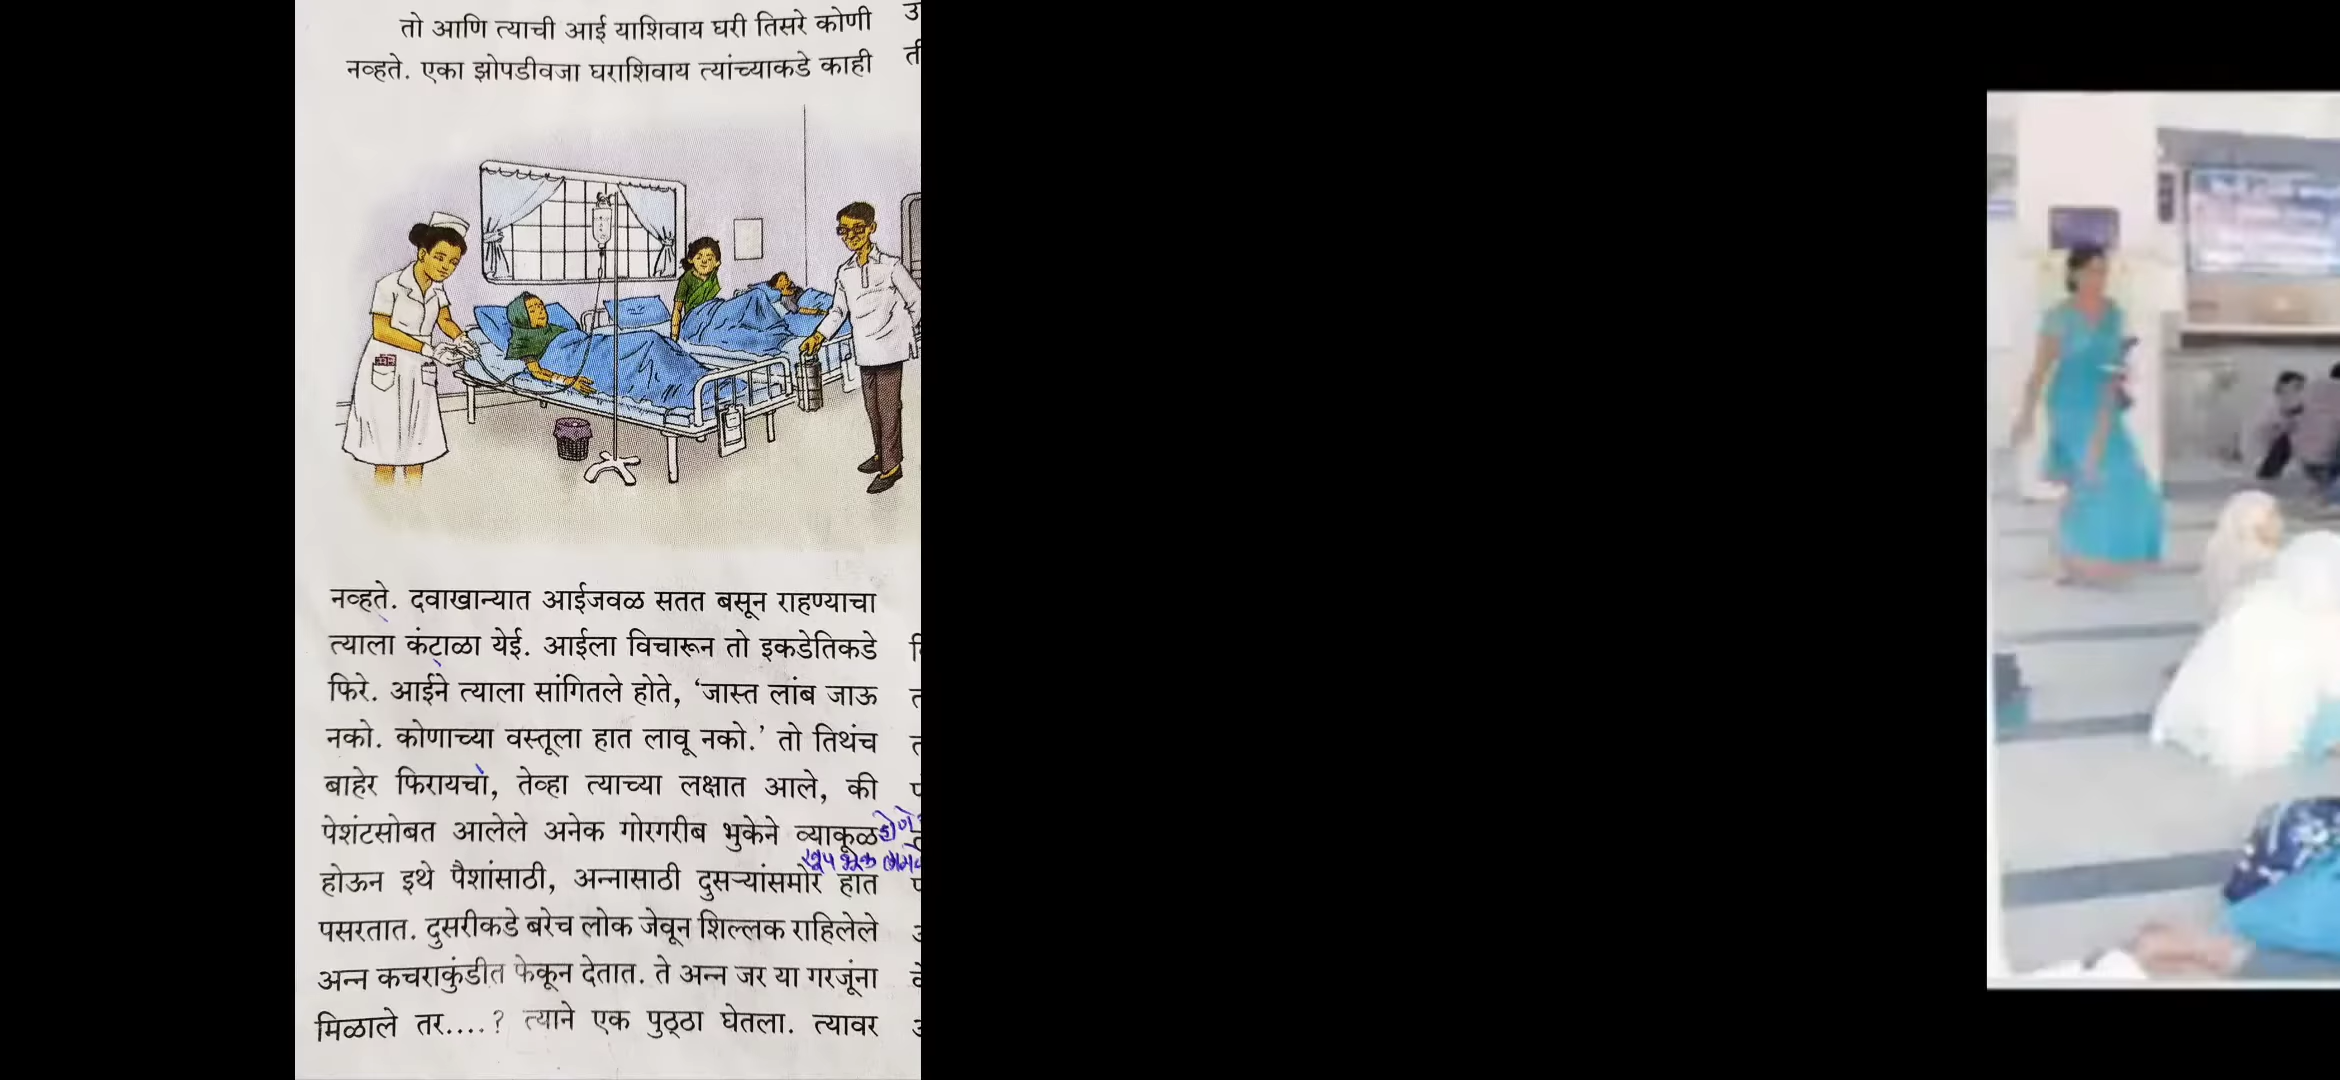 तो आणि त्याची आई याशिवाय घरी तिसरे कोणी
नव्हते. एका झोपडीवजा घराशिवाय त्यांच्याकडे काही
नव्हते. दवाखान्यात आईजवळ सतत बसून राहण्याचा
त्याला कंटाळा येई. आईला विचारून तो इकडेतिकडे
फिरे. आईने त्याला सांगितले होते, ‘जास्त लांब जाऊ
नको. कोणाच्या वस्तूला हात लावू नको.’ तो तिथंच
बाहेर फिरायचा, तेव्हा त्याच्या लक्षात आले, की
पेशंटसोबत आलेले अनेक गोरगरीब भुकेने व्याकूळ
खूप भूक
होऊन इथे पैशांसाठी, अन्नासाठी दुसऱ्यांसमोर हात
पसरतात. दुसरीकडे बरेच लोक जेवून शिल्लक राहिलेले
अन्न कचराकुंडीत फेकून देतात. ते अन्न जर या गरजूंना
मिळाले तर....? त्याने एक पुठ्ठा घेतला. त्यावर